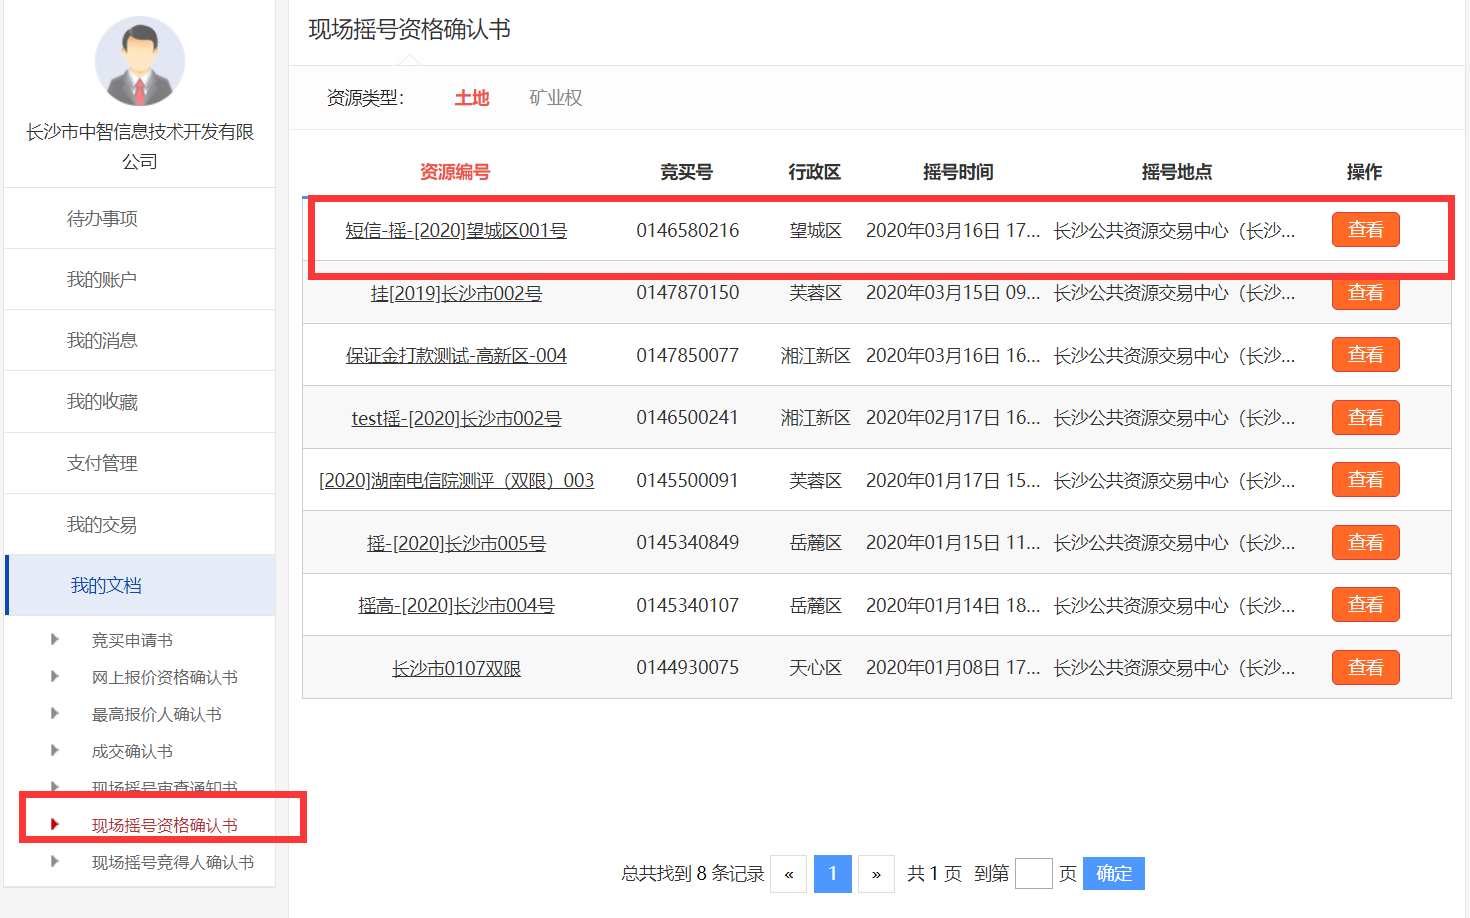 长沙市中智信息技术开发有限
公司
待办事项
我的账户
我的消息
我的收藏
支付管理
我的交易
我的文档
竞买申请书
网上报价资格确认书
最高报价人确认书
成交确认书
现场摇号审查通知书
现场摇号资格确认书
现场摇号竞得人确认书
现场摇号资格确认书
资源类型： 土地 矿业权
资源编号 竞买号 行政区 摇号时间 摇号地点 操作
短信-摇-[2020]望城区001号 0146580216 望城区 2020年03月16日 17... 长沙公共资源交易中心（长沙... 查看
挂[2019]长沙市002号 0147870150 芙蓉区 2020年03月15日 09... 长沙公共资源交易中心（长沙... 查看
保证金打款测试-高新区-004 0147850077 湘江新区 2020年03月16日 16... 长沙公共资源交易中心（长沙... 查看
test摇-[2020]长沙市002号 0146500241 湘江新区 2020年02月17日 16... 长沙公共资源交易中心（长沙... 查看
[2020]湖南电信院测评（双限）003 0145500091 芙蓉区 2020年01月17日 15... 长沙公共资源交易中心（长沙... 查看
摇-[2020]长沙市005号 0145340849 岳麓区 2020年01月15日 11... 长沙公共资源交易中心（长沙... 查看
摇高-[2020]长沙市004号 0145340107 岳麓区 2020年01月14日 18... 长沙公共资源交易中心（长沙... 查看
长沙市0107双限 0144930075 天心区 2020年01月08日 17... 长沙公共资源交易中心（长沙... 查看
总共找到 8 条记录 « 1 » 共 1 页 到第 页 确定